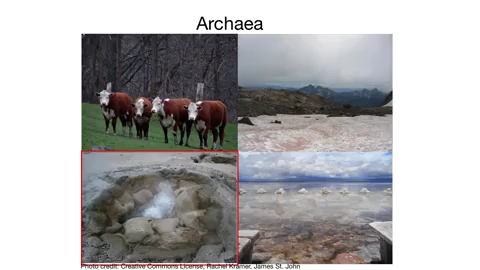 Archaea
Photo credit: Creative Commons License, Rachel Kramer, James St. John